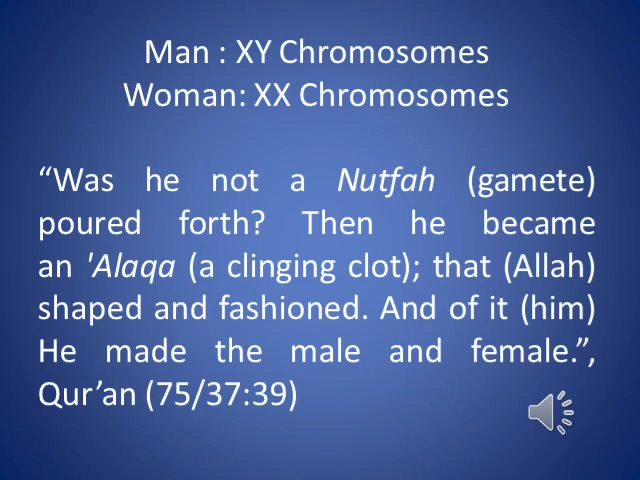 Man : XY Chromosomes
Woman: XX Chromosomes
“Was he not a Nutfah (gamete)
poured forth? Then he became
an 'Alaqa (a clinging clot); that (Allah)
shaped and fashioned. And of it (him)
He made the male and female.”,
Qur’an (75/37:39)